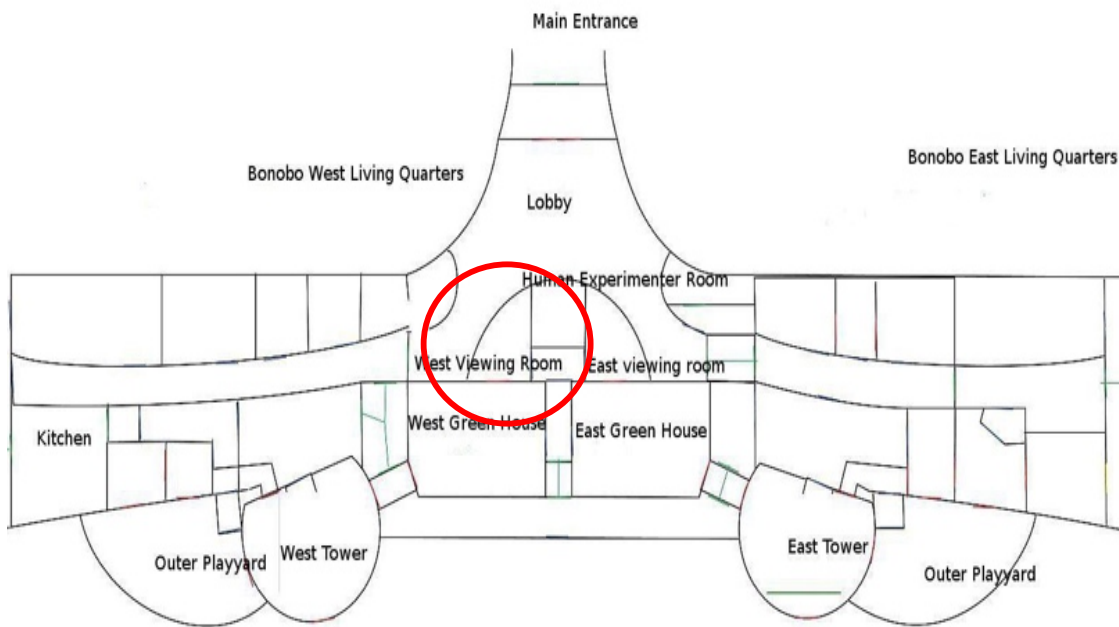 Main Entrance
Bonobo East Living Quarters
Bonobo West Living Quarters
Lobby
Human Experimenter Room
West Viewing Room
East viewing room
West Green House
East Green House
Kitchen
West Tower
East Tower
Outer Playyard
Outer Playyard